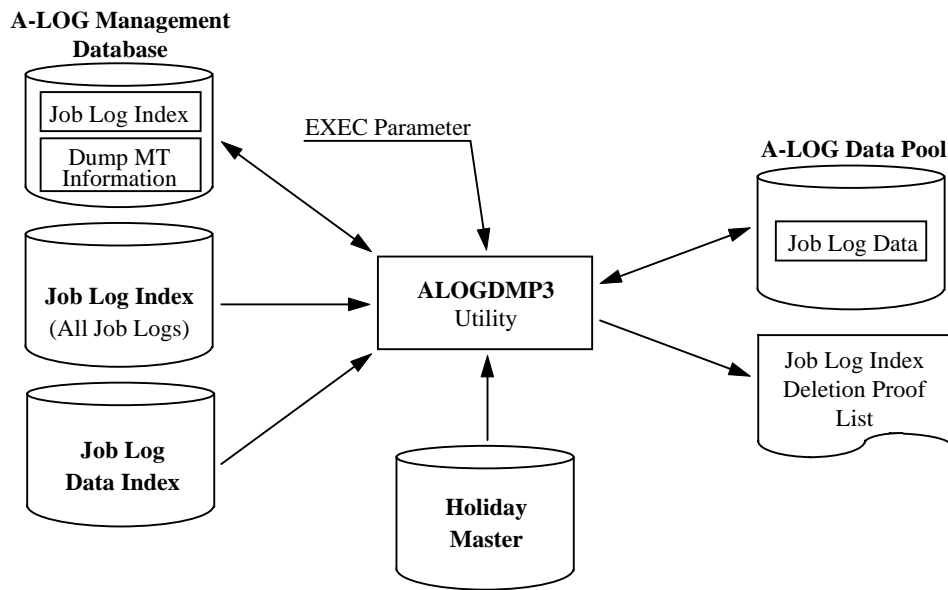 A-LOG Management
Database
Job Log Index
Dump MT
Information
EXEC Parameter
A-LOG Data Pool
Job Log Data
Job Log Index
(All Job Logs)
ALOGDMP3
Utility
Job Log Index
Deletion Proof
List
Job Log
Data Index
Holiday
Master